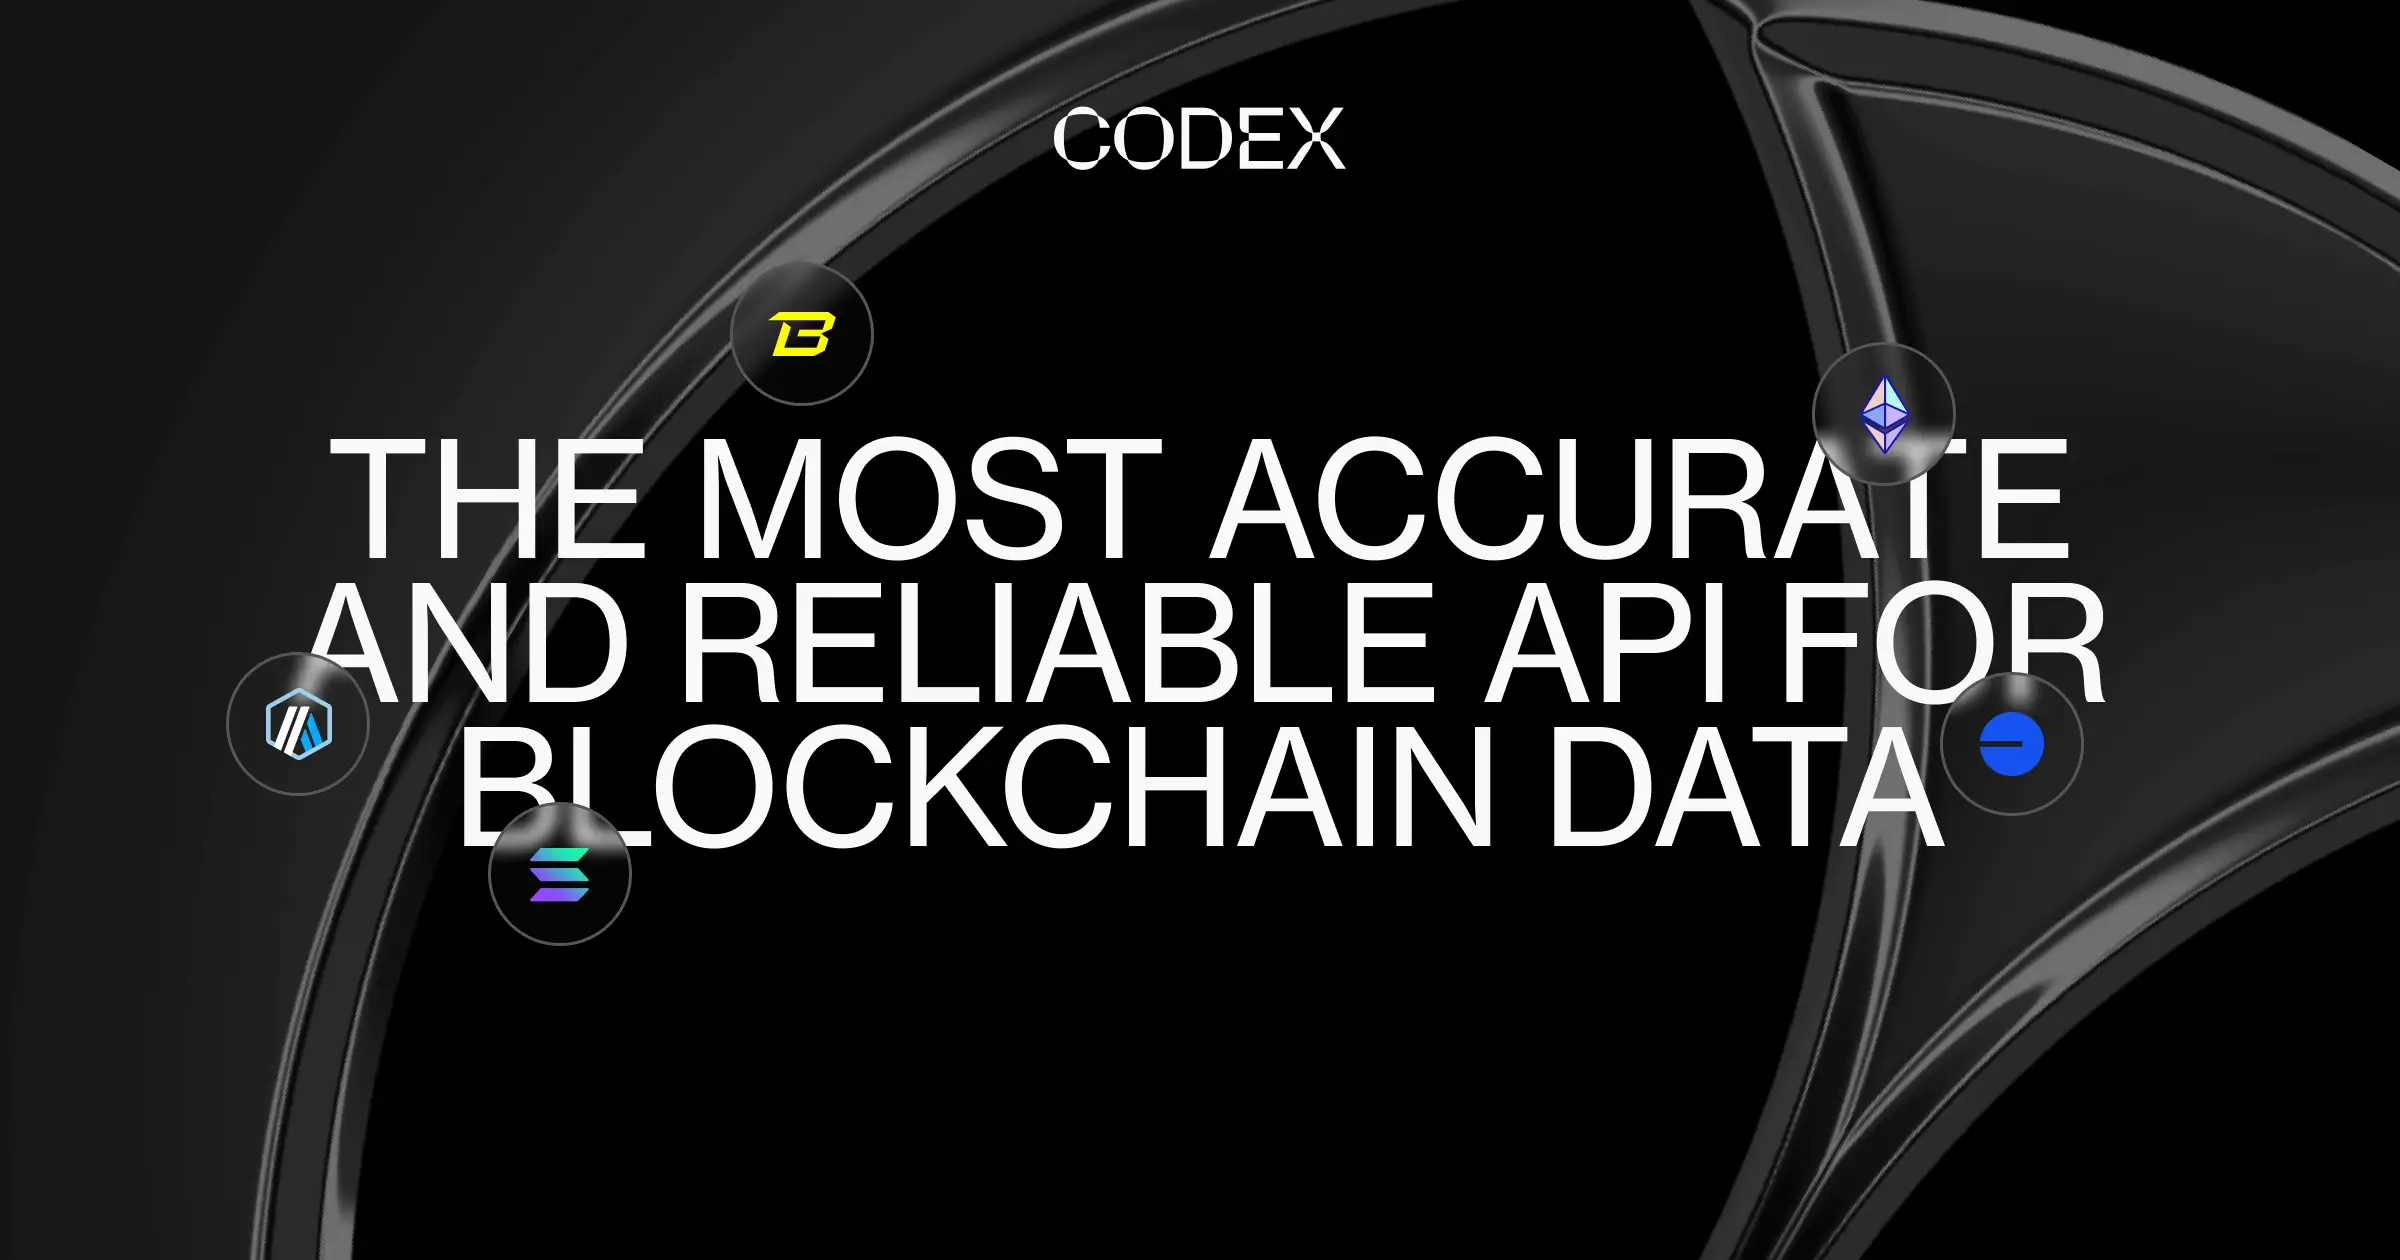 CODEX
THE MOST ACCURATE
AND RELIABLE API FOR
BLOCKCHAIN DATA